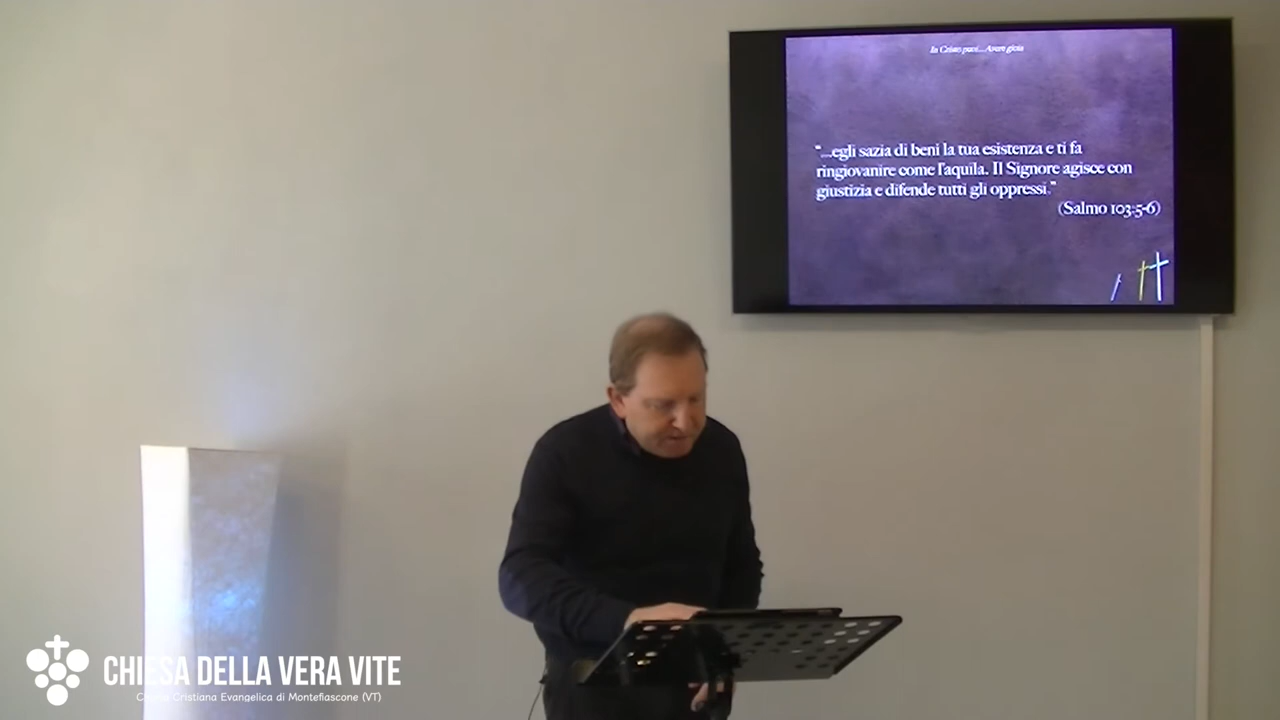 In Cristo puoi...Avere gioia
“...egli sazia di beni la tua esistenza e ti fa
ringiovanire come l'aquila. Il Signore agisce con
giustizia e difende tutti gli oppressi.”
(Salmo 103:5-6)
CHIESA DELLA VERA VITE
Chiesa Cristiana Evangelica di Montefiascone (VT)